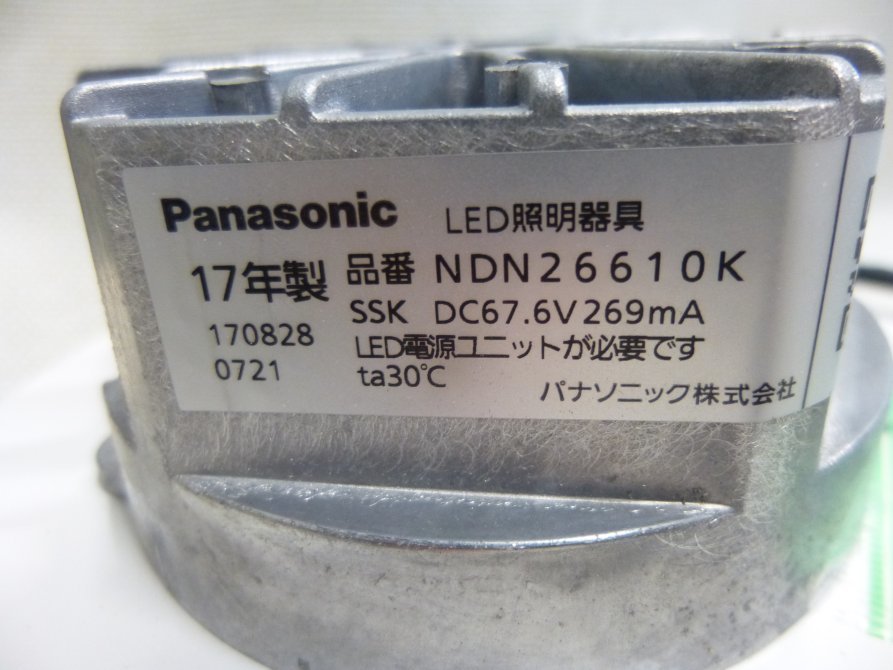 Panasonic LED照明器具
17年製 品番 NDN26610K
SSK DC67.6V269mA
170828
LED電源ユニットが必要です
0721
ta30℃
パナソニック株式会社